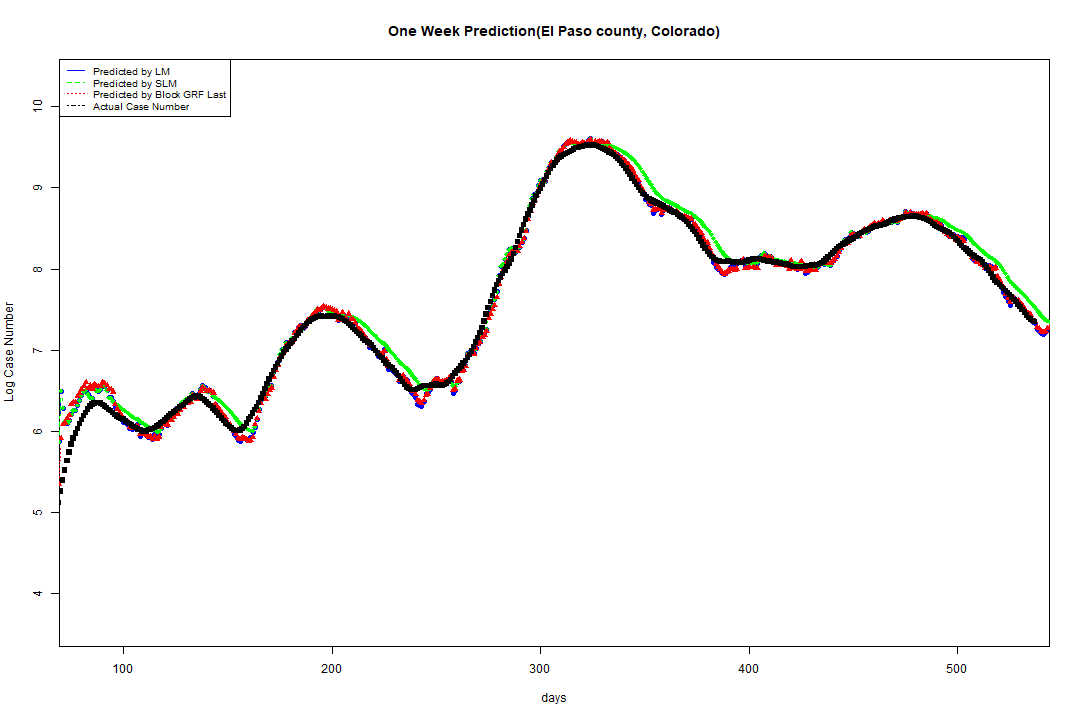 One Week Prediction(El Paso county, Colorado)
Predicted by LM
Predicted by SLM
Predicted by Block GRF Last
Actual Case Number
Log Case Number
10
9
8
7
6
5
4
100 200 300 400 500
days